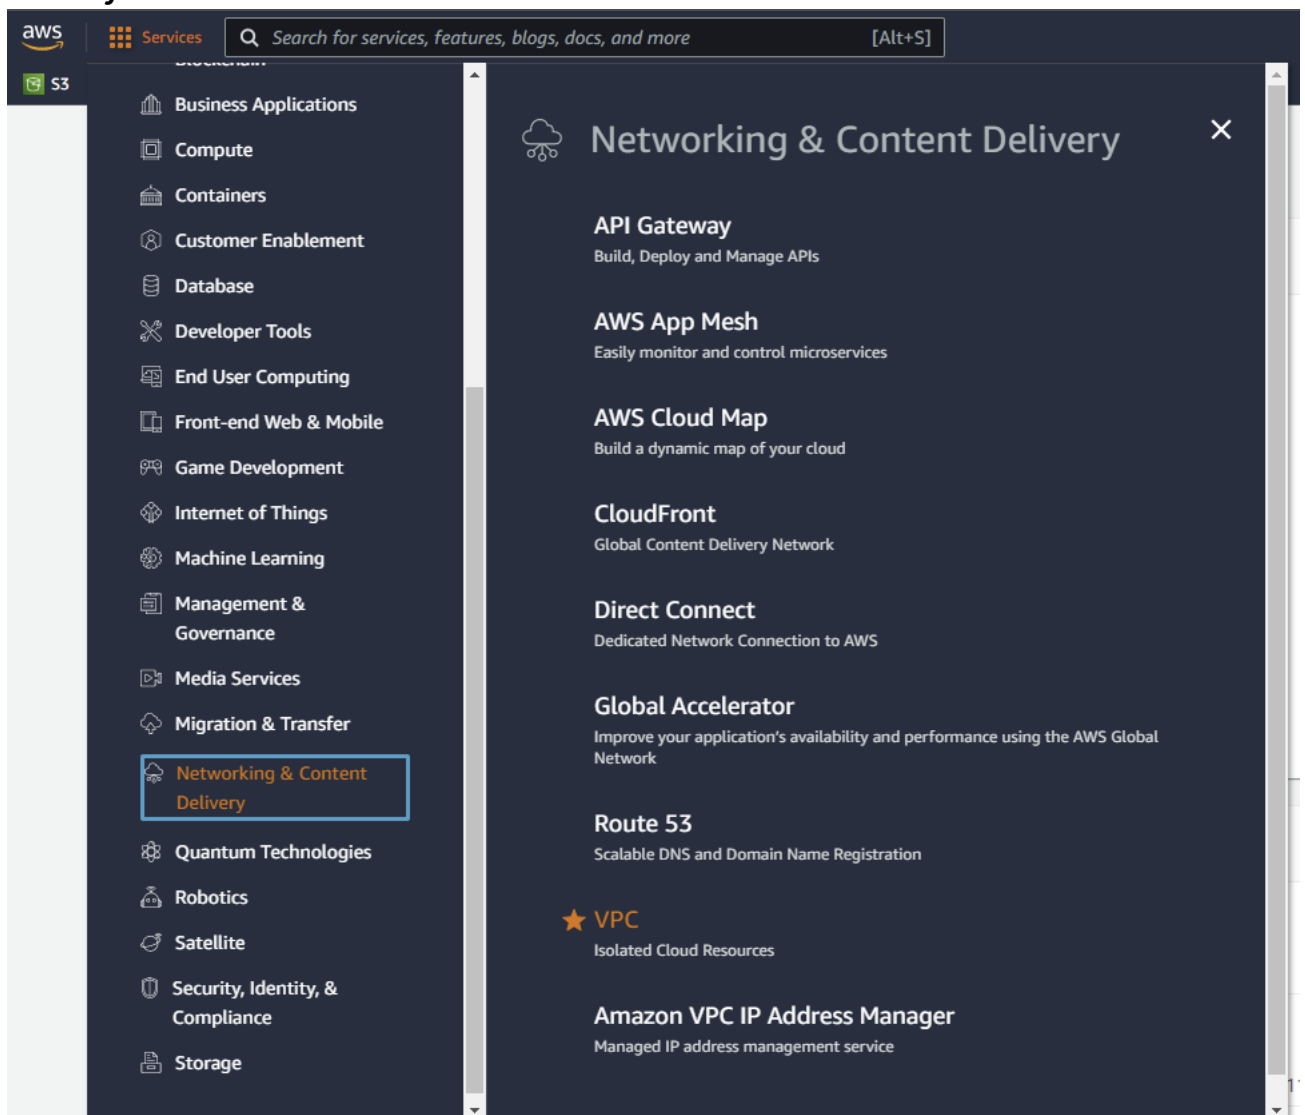 aws
Services
Search for services, features, blogs, docs, and more
[Alt+S]
S3
Blockchain
Business Applications
Compute
Containers
Customer Enablement
Database
Developer Tools
End User Computing
Front-end Web & Mobile
Game Development
Internet of Things
Machine Learning
Management &
Governance
Media Services
Migration & Transfer
Networking & Content
Delivery
Quantum Technologies
Robotics
Satellite
Security, Identity, &
Compliance
Storage
Networking & Content Delivery
API Gateway
Build, Deploy and Manage APIs
AWS App Mesh
Easily monitor and control microservices
AWS Cloud Map
Build a dynamic map of your cloud
CloudFront
Global Content Delivery Network
Direct Connect
Dedicated Network Connection to AWS
Global Accelerator
Improve your application's availability and performance using the AWS Global
Network
Route 53
Scalable DNS and Domain Name Registration
VPC
Isolated Cloud Resources
Amazon VPC IP Address Manager
Managed IP address management service